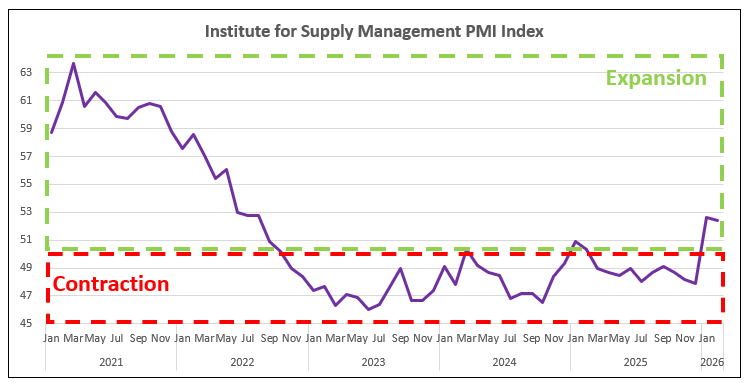 Institute for Supply Management PMI Index
Expansion
63
61
59
57
55
53
51
49
47
45
Contraction
Jan Mar May Jul Sep Nov Jan Mar May Jul Sep Nov Jan Mar May Jul Sep Nov Jan Mar May Jul Sep Nov Jan Mar May Jul Sep Nov Jan
2021 2022 2023 2024 2025 2026